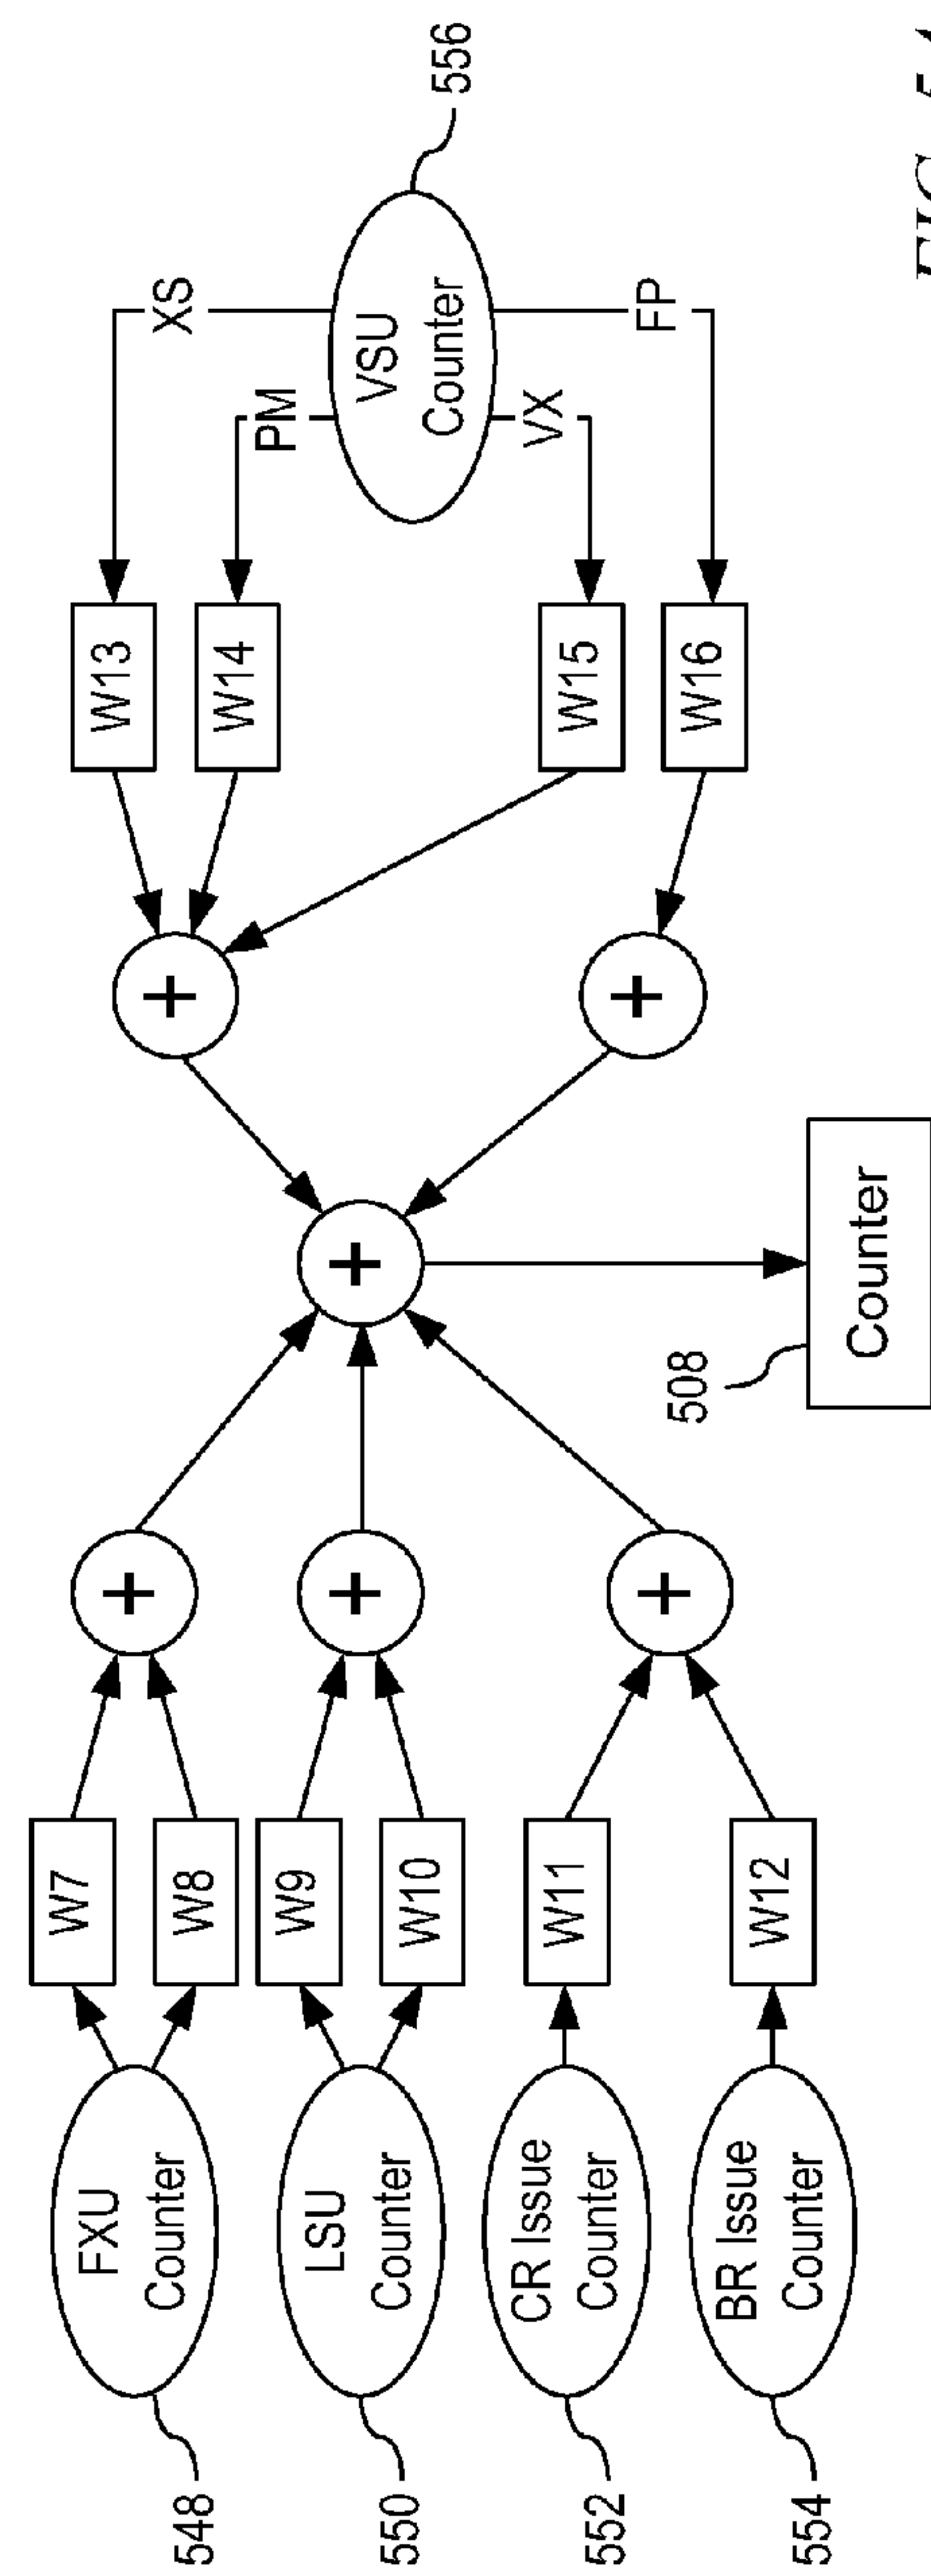 548
FXU
Counter
W7
W8
+
550
LSU
Counter
W9
W10
+
552
CR Issue
Counter
W11
554
BR Issue
Counter
W12
+
+
508
Counter
+
+
W13
W14
W15
W16
XS
PM
VX
FP
VSU
Counter
556